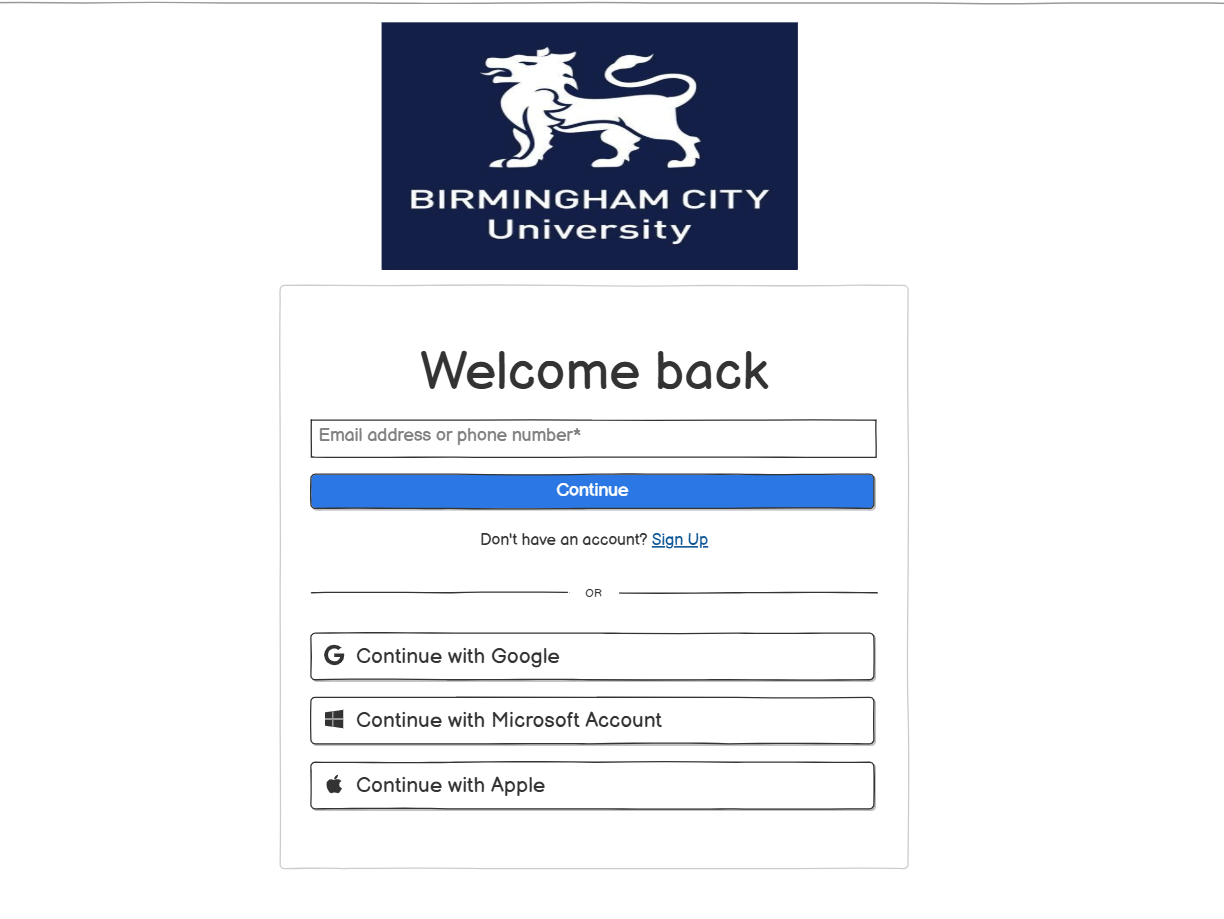 BIRMINGHAM CITY
University
Welcome back
Email address or phone number*
Continue
Don't have an account? Sign Up
OR
Continue with Google
Continue with Microsoft Account
Continue with Apple